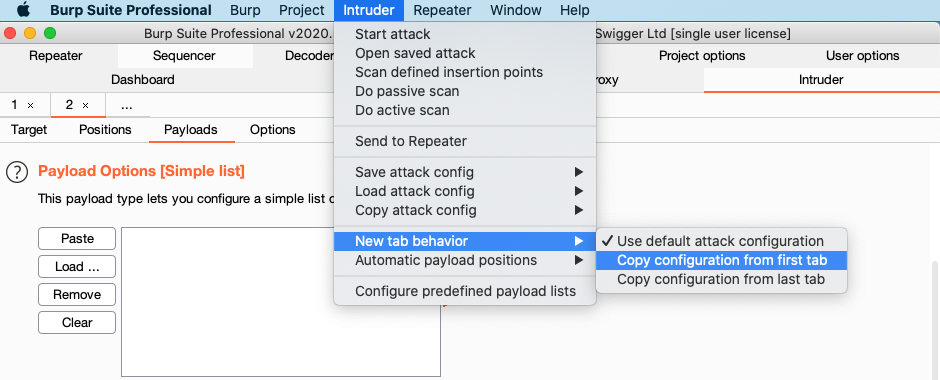 Burp Suite Professional Burp Project Intruder Repeater Window Help
Burp Suite Professional v2020. Swigger Ltd [single user license]
Repeater Sequencer Decoder Project options User options
Dashboard roxy Intruder
1 × 2 × ...
Target Positions Payloads Options
? Payload Options [Simple list]
This payload type lets you configure a simple list
Paste
Load ...
Remove
Clear
Start attack
Open saved attack
Scan defined insertion points
Do passive scan
Do active scan
Send to Repeater
Save attack config
Load attack config
Copy attack config
New tab behavior
Automatic payload positions
Configure predefined payload lists
✓ Use default attack configuration
Copy configuration from first tab
Copy configuration from last tab